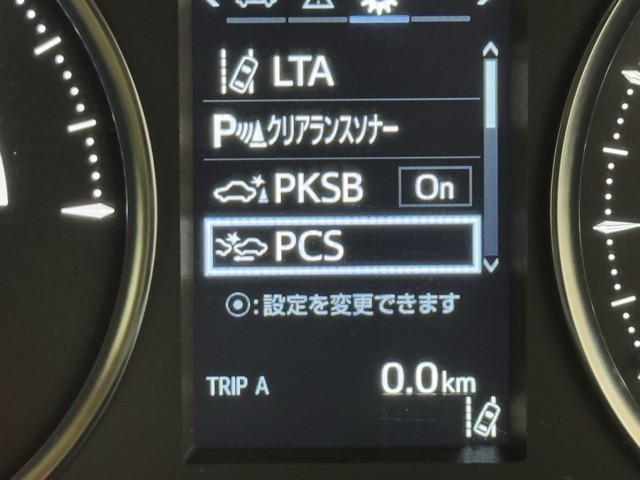 LTA
P クリアランスソナー
PKSB On
PCS
:設定を変更できます
TRIP A 0.0km